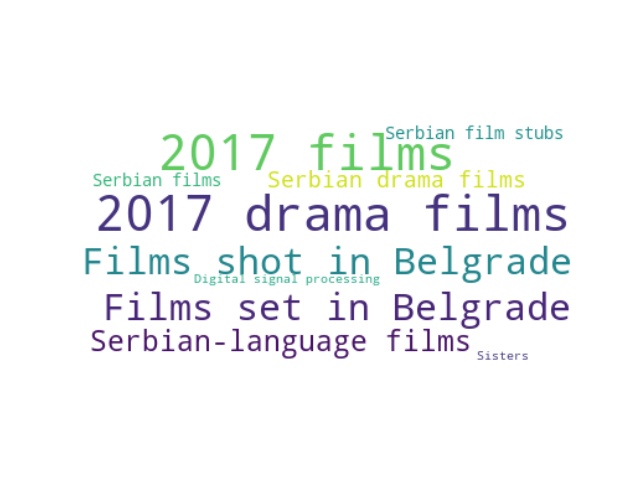 Serbian film stubs
2017 films
Serbian films
Serbian drama films
2017 drama films
Films shot in Belgrade
Digital signal processing
Films set in Belgrade
Serbian-language films
Sisters